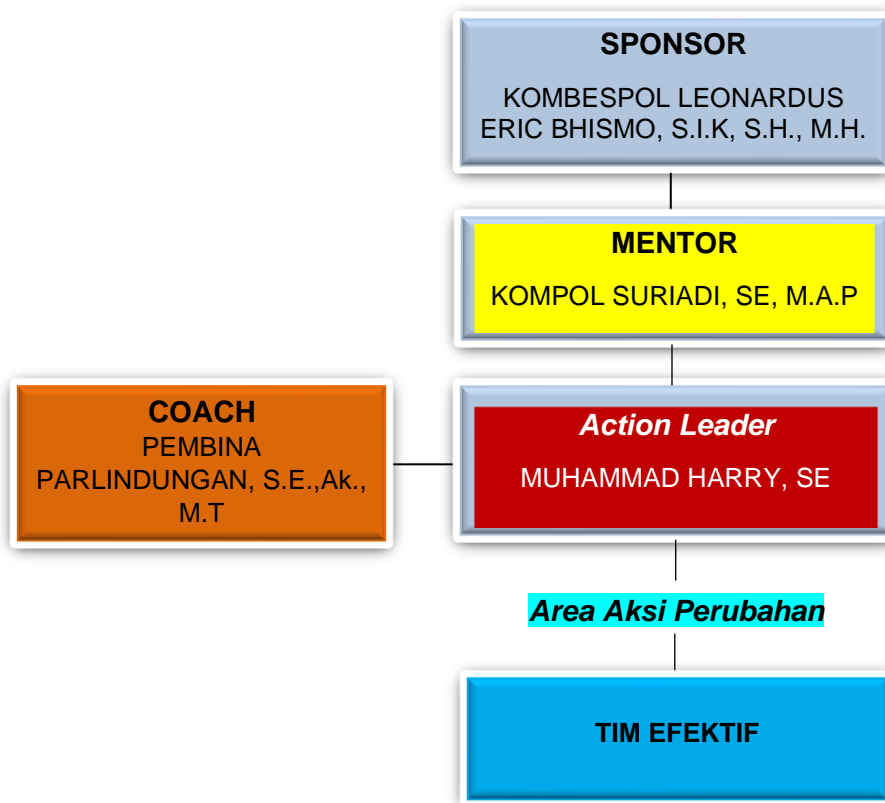 SPONSOR
KOMBESPOL LEONARDUS
ERIC BHISMO, S.I.K, S.H., M.H.
MENTOR
KOMPOL SURIADI, SE, M.A.P
COACH
PEMBINA
PARLINDUNGAN, S.E.,Ak.,
M.T
Action Leader
MUHAMMAD HARRY, SE
Area Aksi Perubahan
TIM EFEKTIF